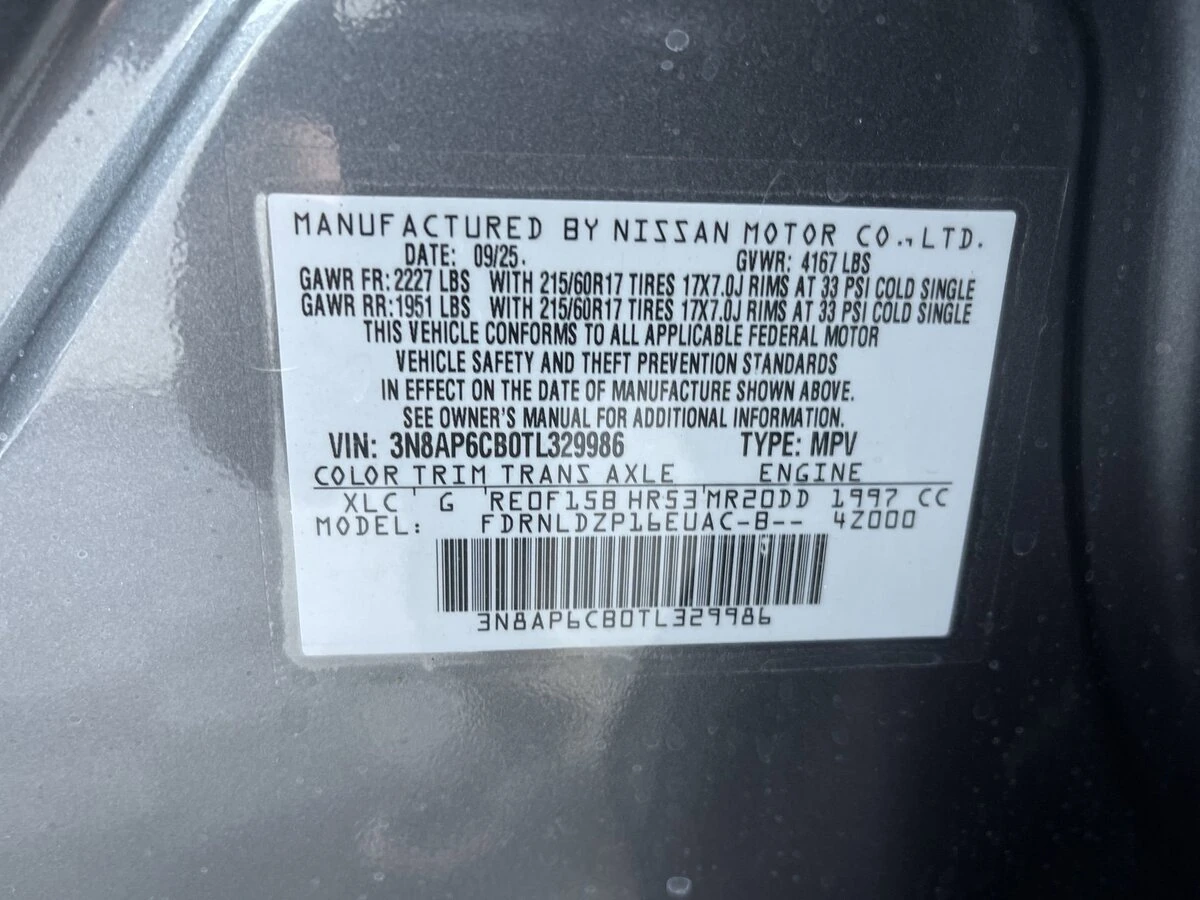 MANUFACTURED BY NISSAN MOTOR CO., LTD.
DATE: 09/25. GVWR: 4167 LBS
GAWR FR: 2227 LBS WITH 215/60R17 TIRES 17X7.0J RIMS AT 33 PSI COLD SINGLE
GAWR RR: 1951 LBS WITH 215/60R17 TIRES 17X7.0J RIMS AT 33 PSI COLD SINGLE
THIS VEHICLE CONFORMS TO ALL APPLICABLE FEDERAL MOTOR
VEHICLE SAFETY AND THEFT PREVENTION STANDARDS
IN EFFECT ON THE DATE OF MANUFACTURE SHOWN ABOVE.
SEE OWNER'S MANUAL FOR ADDITIONAL INFORMATION.
VIN: 3N8AP6CB0TL329986 TYPE: MPV
COLOR TRIM TRANS AXLE ENGINE
XLC G RE0F15B HR53 MR20DD 1997 CC
MODEL: FDRNLDZP16EUAC-B-- 4Z000
3N8AP6CB0TL329986